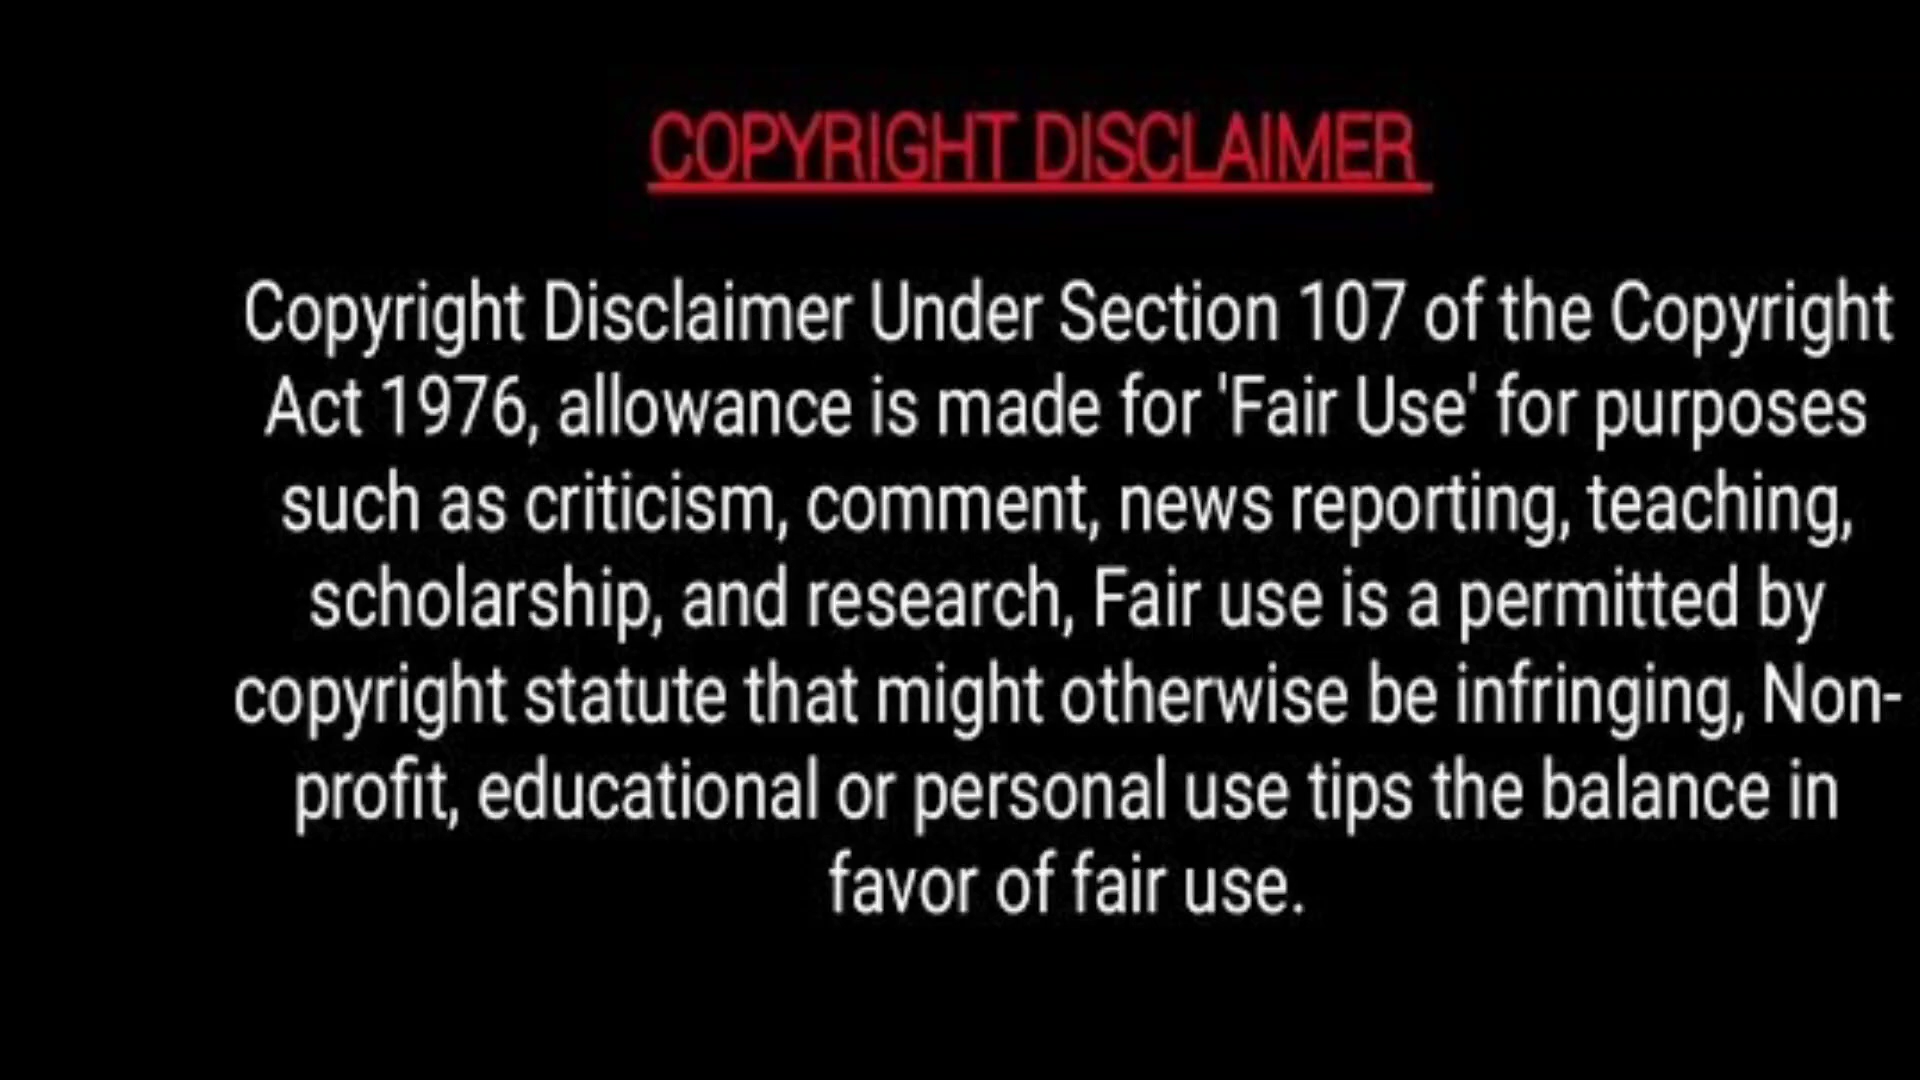 COPYRIGHT DISCLAIMER
Copyright Disclaimer Under Section 107 of the Copyright
Act 1976, allowance is made for 'Fair Use' for purposes
such as criticism, comment, news reporting, teaching,
scholarship, and research, Fair use is a permitted by
copyright statute that might otherwise be infringing, Non-
profit, educational or personal use tips the balance in
favor of fair use.